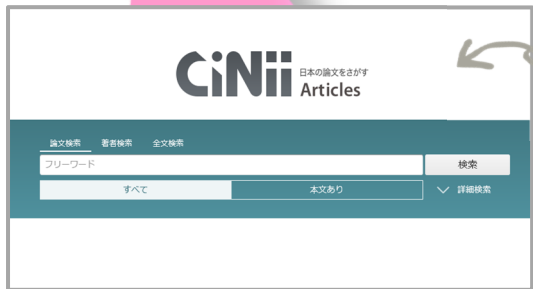 CiNii 日本の論文をさがす
Articles
論文検索 著者検索 全文検索
フリーワード 検索
すべて 本文あり 詳細検索